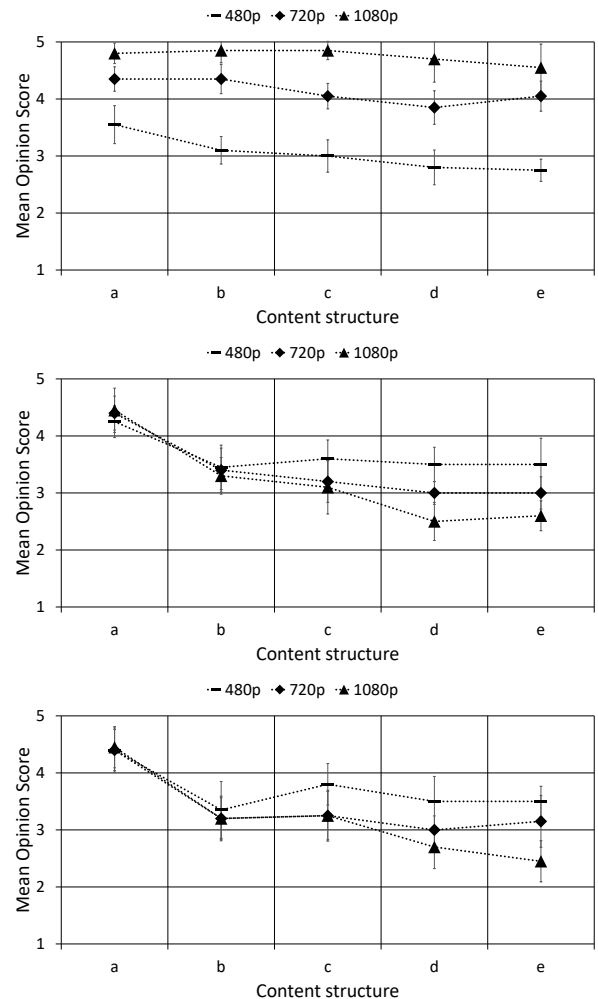 480p 720p 1080p
5
4
3
2
1
Mean Opinion Score
a b c d e
Content structure
480p 720p 1080p
5
4
3
2
1
Mean Opinion Score
a b c d e
Content structure
480p 720p 1080p
5
4
3
2
1
Mean Opinion Score
a b c d e
Content structure